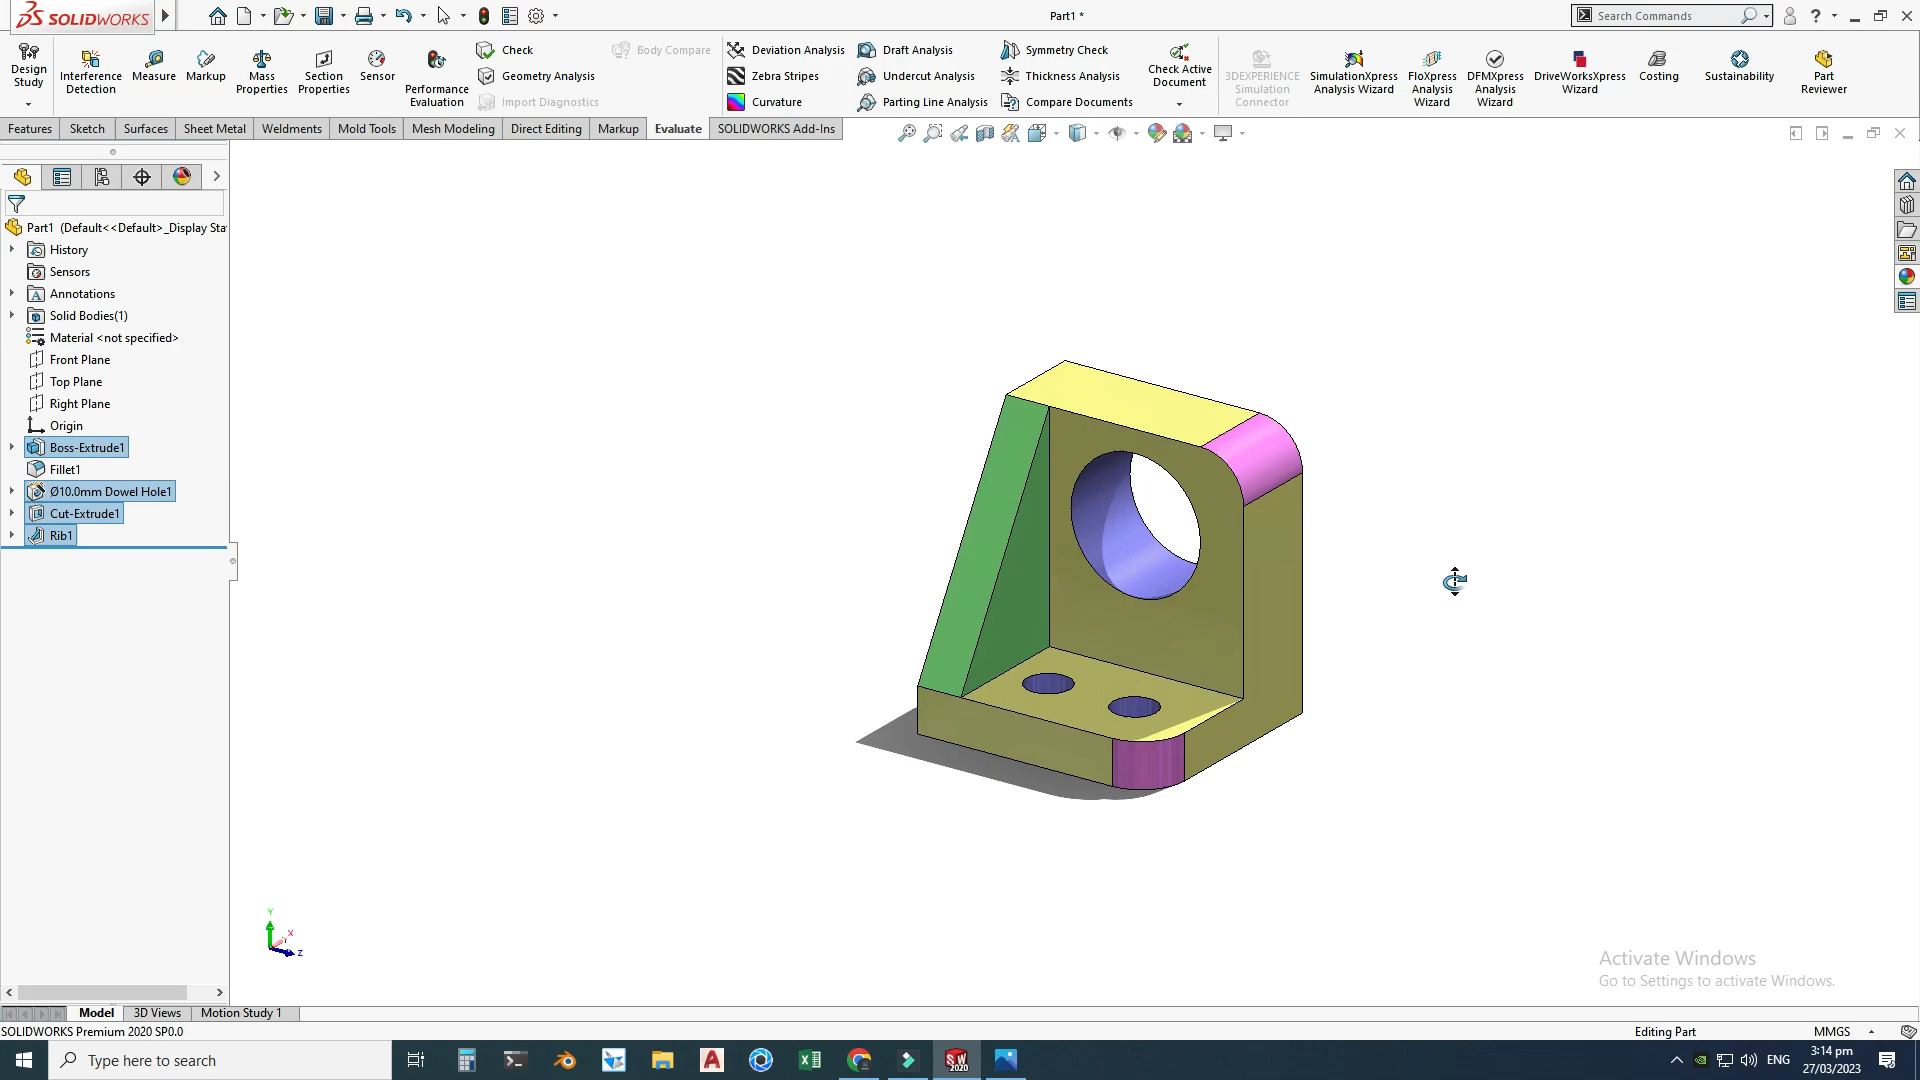 SOLIDWORKS
Part1 *
Search Commands
Design Study
Interference Detection
Measure
Markup
Mass Properties
Section Properties
Sensor
Performance Evaluation
Check
Geometry Analysis
Import Diagnostics
Body Compare
Deviation Analysis
Zebra Stripes
Curvature
Draft Analysis
Undercut Analysis
Parting Line Analysis
Symmetry Check
Thickness Analysis
Compare Documents
Check Active Document
3DEXPERIENCE Simulation Connector
SimulationXpress Analysis Wizard
FloXpress Analysis Wizard
DFMXpress Analysis Wizard
DriveWorksXpress Wizard
Costing
Sustainability
Part Reviewer
Features
Sketch
Surfaces
Sheet Metal
Weldments
Mold Tools
Mesh Modeling
Direct Editing
Markup
Evaluate
SOLIDWORKS Add-Ins
Part1 (Default<<Default>_Display Sta
History
Sensors
Annotations
Solid Bodies(1)
Material <not specified>
Front Plane
Top Plane
Right Plane
Origin
Boss-Extrude1
Fillet1
Ø10.0mm Dowel Hole1
Cut-Extrude1
Rib1
Y
X
Z
Activate Windows
Go to Settings to activate Windows.
Model
3D Views
Motion Study 1
SOLIDWORKS Premium 2020 SP0.0
Editing Part
MMGS
Type here to search
ENG
3:14 pm
27/03/2023